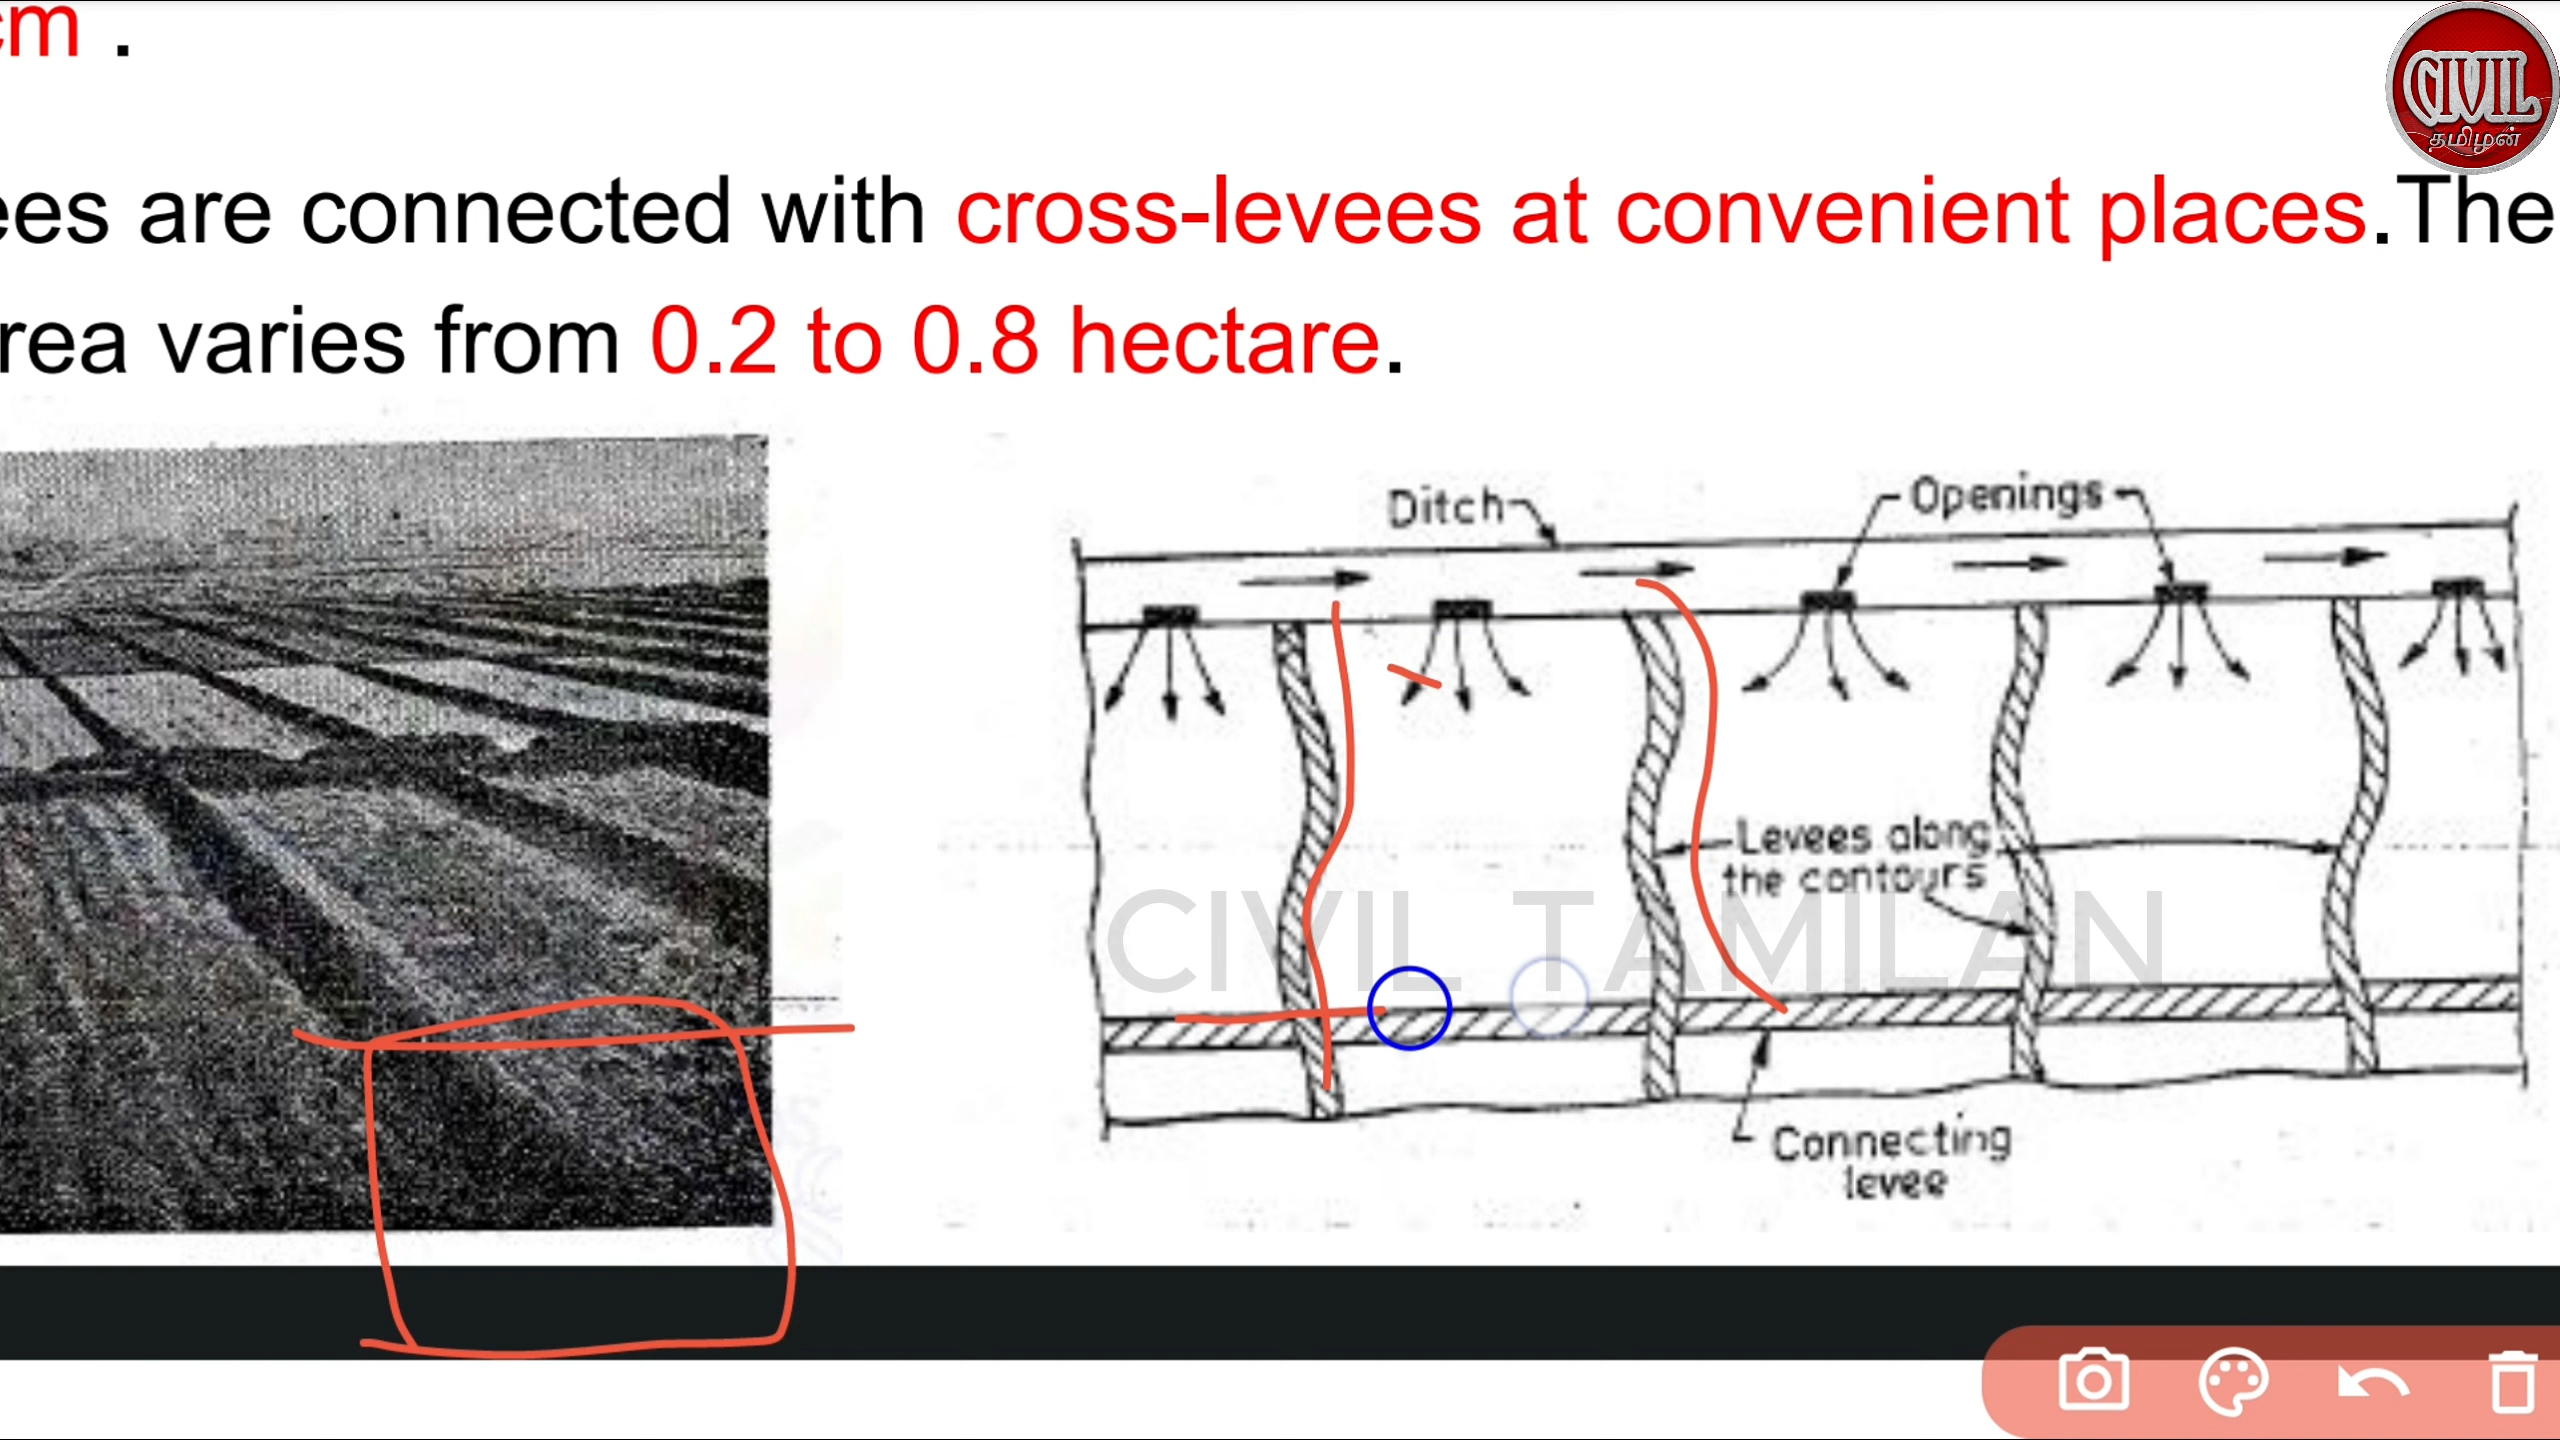 cm .
CIVIL
தமிழன்
ees are connected with cross-levees at convenient places.The
rea varies from 0.2 to 0.8 hectare.
Ditch
Openings
Levees along
the contours
CIVIL TAMILAN
Connecting
levee